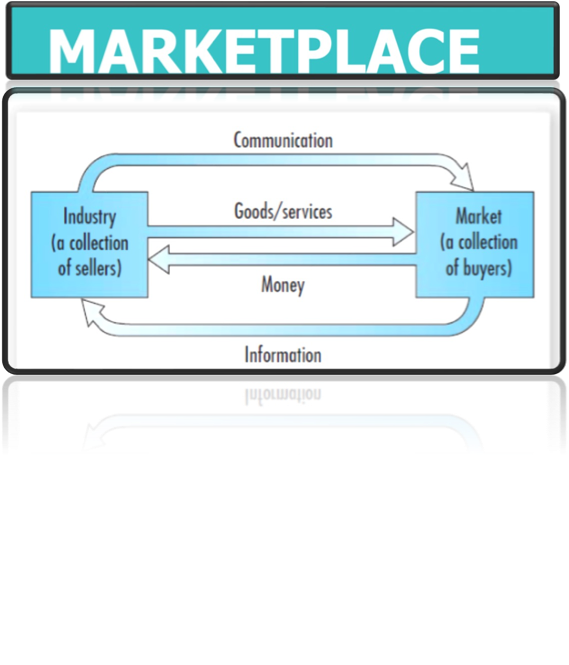 MARKETPLACE
Communication
Industry
(a collection
of sellers)
Goods/services
Market
(a collection
of buyers)
Money
Information